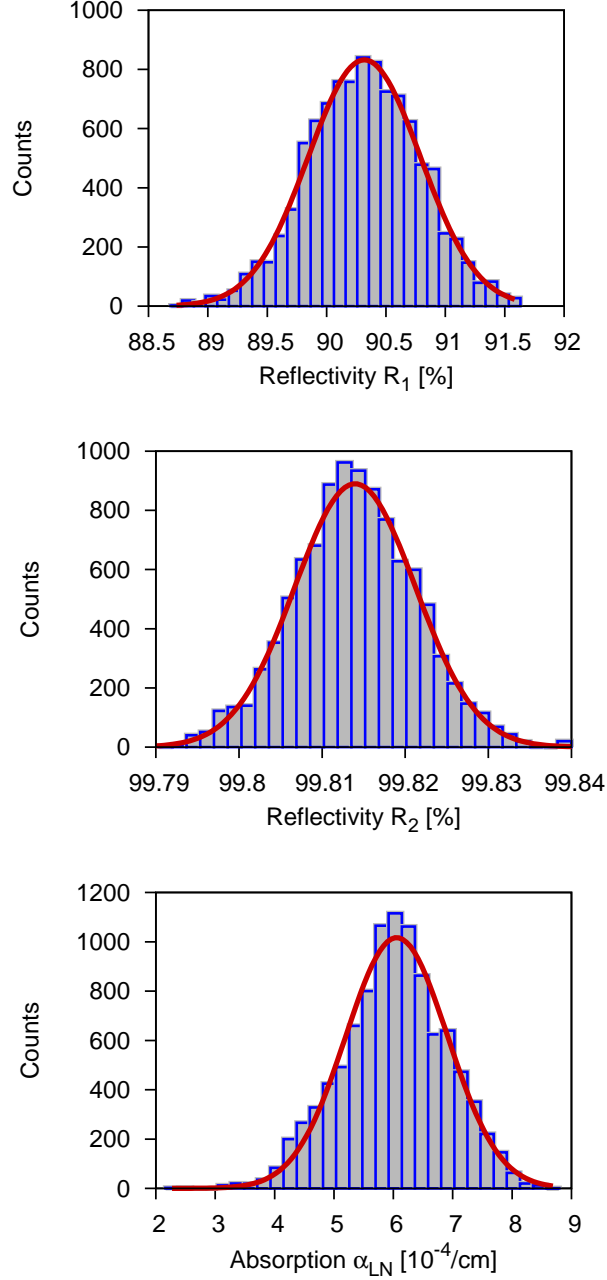 1000
800
600
400
200
0
88.5 89 89.5 90 90.5 91 91.5 92
Counts
Reflectivity R1 [%]
1000
800
600
400
200
0
99.79 99.8 99.81 99.82 99.83 99.84
Counts
Reflectivity R2 [%]
1200
1000
800
600
400
200
0
2 3 4 5 6 7 8 9
Counts
Absorption αLN [10-4/cm]